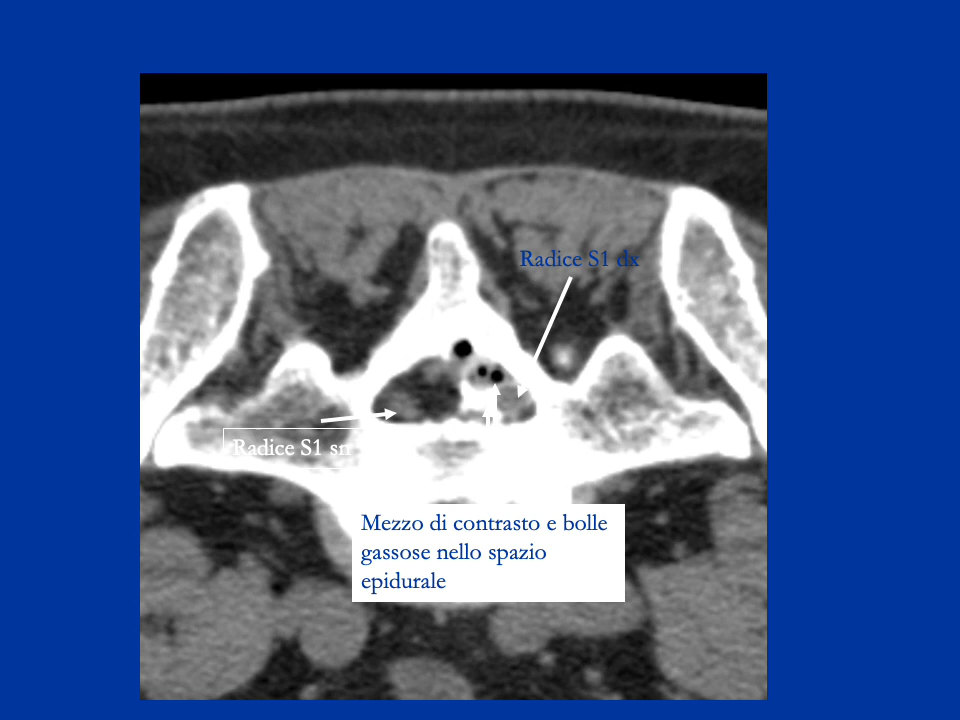 Radice S1 dx
Radice S1 sn
Mezzo di contrasto e bolle
gassose nello spazio
epidurale